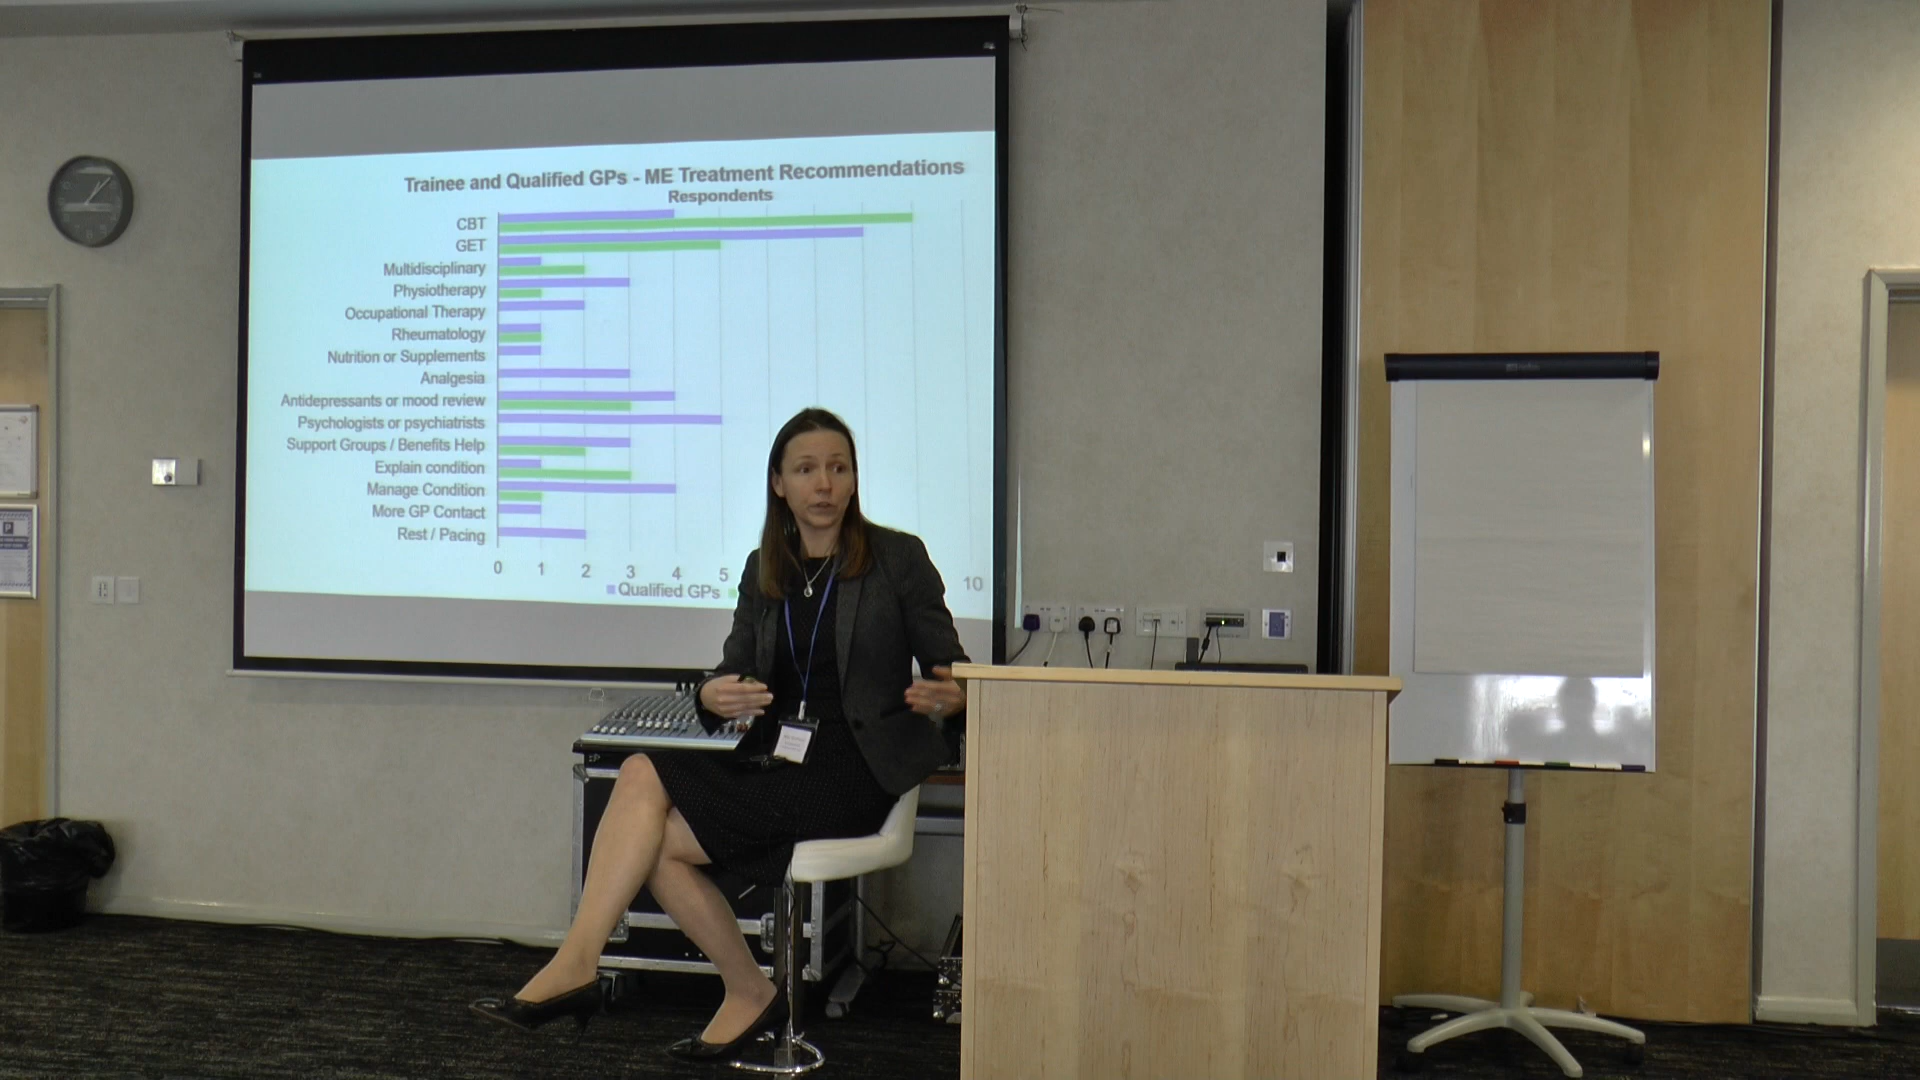 Trainee and Qualified GPs - ME Treatment Recommendations
Respondents
CBT
GET
Multidisciplinary
Physiotherapy
Occupational Therapy
Rheumatology
Nutrition or Supplements
Analgesia
Antidepressants or mood review
Psychologists or psychiatrists
Support Groups / Benefits Help
Explain condition
Manage Condition
More GP Contact
Rest / Pacing
0 1 2 3 4 5 10
Qualified GPs
P